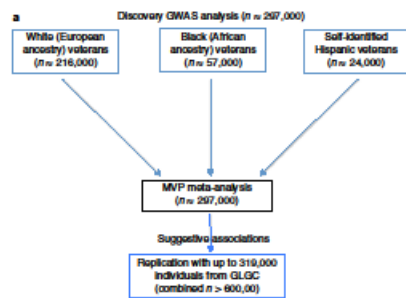 a
Discovery GWAS analysis (n ≈ 297,000)
White (European
ancestry) veterans
(n ≈ 216,000)
Black (African
ancestry) veterans
(n ≈ 57,000)
Self-identified
Hispanic veterans
(n ≈ 24,000)
MVP meta-analysis
(n ≈ 297,000)
Suggestive associations
Replication with up to 319,000
individuals from GLGC
(combined n > 600,00)